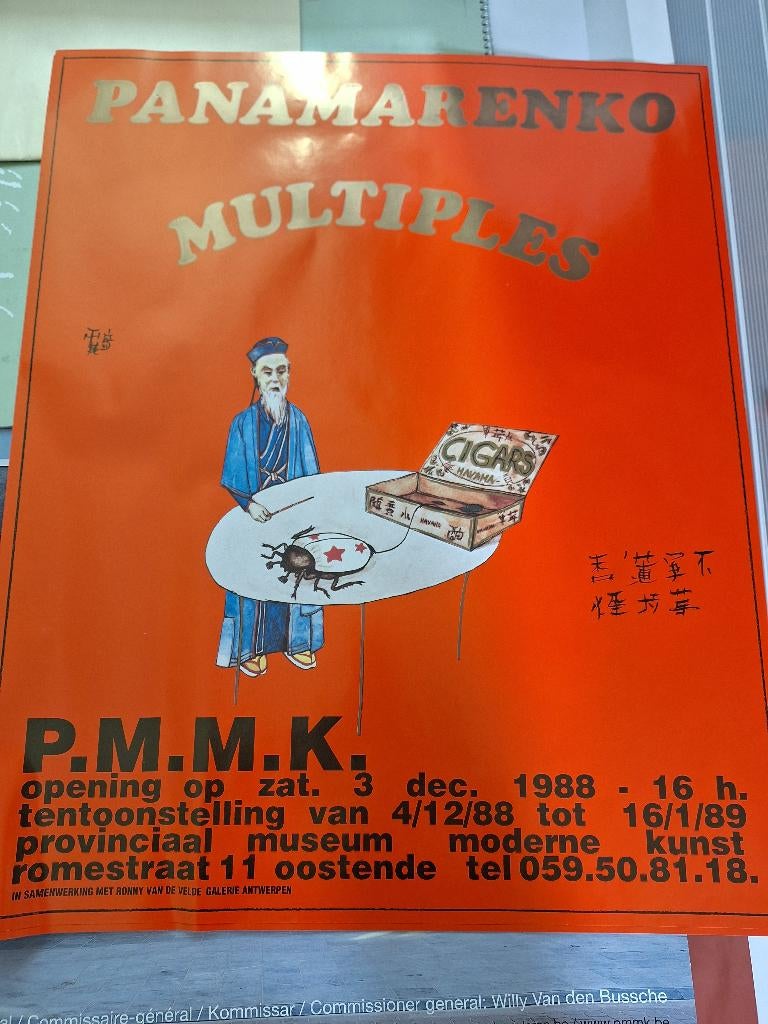 PANAMARENKO
MULTIPLES
CIGARS
HAVANA
HAVANA
P.M.M.K.
opening op zat. 3 dec. 1988 - 16 h.
tentoonstelling van 4/12/88 tot 16/1/89
provinciaal museum moderne kunst
romestraat 11 oostende tel 059.50.81.18.
IN SAMENWERKING MET RONNY VAN DE VELDE GALERIE ANTWERPEN
/ Commissaire-général / Kommissar / Commissioner general: Willy Van den Bussche